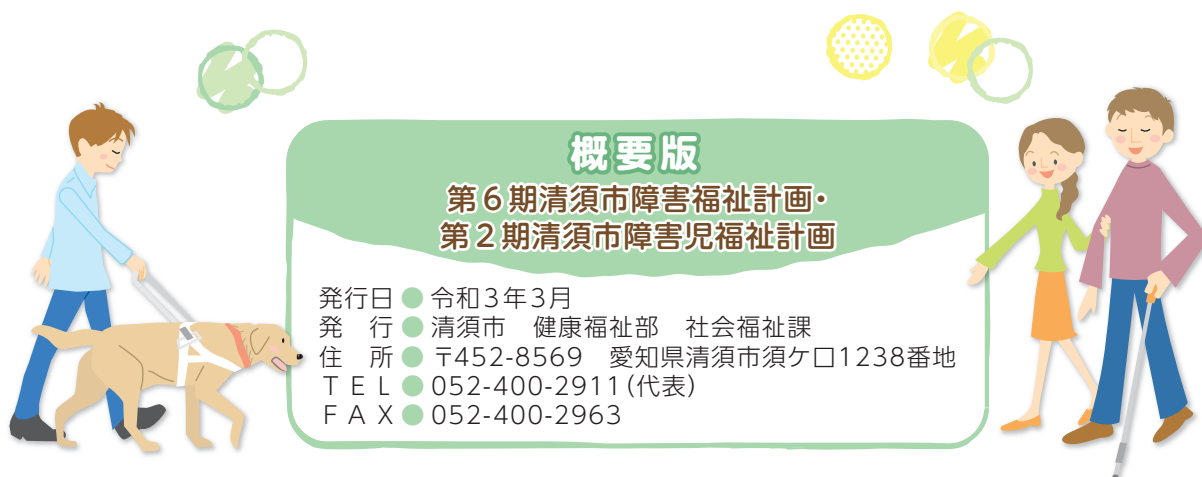 概要版
第6期清須市障害福祉計画・
第2期清須市障害児福祉計画
発行日●令和3年3月
発　行●清須市　健康福祉部　社会福祉課
住　所●〒452-8569　愛知県清須市須ケ口1238番地
ＴＥＬ●052-400-2911(代表)
ＦＡＸ●052-400-2963